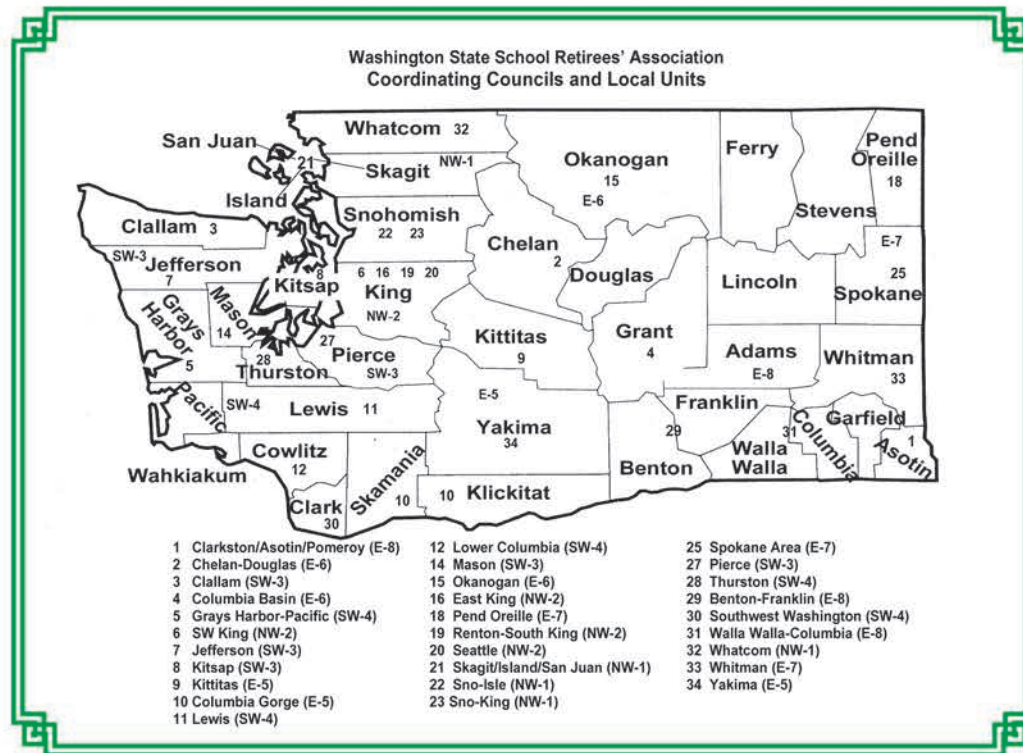 Washington State School Retirees' Association
Coordinating Councils and Local Units
Whatcom 32
San Juan
21
Skagit
NW-1
Island
Okanogan
15
E-6
Ferry
Pend
Oreille
18
Stevens
Clallam 3
Snohomish
22 23
Chelan
2
Douglas
E-7
25
Spokane
SW-3
Jefferson
7
8
Kitsap
6 16 19 20
King
NW-2
Lincoln
Grays
Harbor
5
Mason
14
27
Pierce
SW-3
28
Thurston
Kittitas
9
Grant
4
Adams
E-8
Whitman
33
Pacific
SW-4
Lewis 11
E-5
Yakima
34
Franklin
29
31
Garfield
1
Asotin
Columbia
Walla
Walla
Benton
Wahkiakum
Cowlitz
12
Clark
30
Skamania
10
10 Klickitat
1 Clarkston/Asotin/Pomeroy (E-8)
2 Chelan-Douglas (E-6)
3 Clallam (SW-3)
4 Columbia Basin (E-6)
5 Grays Harbor-Pacific (SW-4)
6 SW King (NW-2)
7 Jefferson (SW-3)
8 Kitsap (SW-3)
9 Kittitas (E-5)
10 Columbia Gorge (E-5)
11 Lewis (SW-4)
12 Lower Columbia (SW-4)
14 Mason (SW-3)
15 Okanogan (E-6)
16 East King (NW-2)
18 Pend Oreille (E-7)
19 Renton-South King (NW-2)
20 Seattle (NW-2)
21 Skagit/Island/San Juan (NW-1)
22 Sno-Isle (NW-1)
23 Sno-King (NW-1)
25 Spokane Area (E-7)
27 Pierce (SW-3)
28 Thurston (SW-4)
29 Benton-Franklin (E-8)
30 Southwest Washington (SW-4)
31 Walla Walla-Columbia (E-8)
32 Whatcom (NW-1)
33 Whitman (E-7)
34 Yakima (E-5)